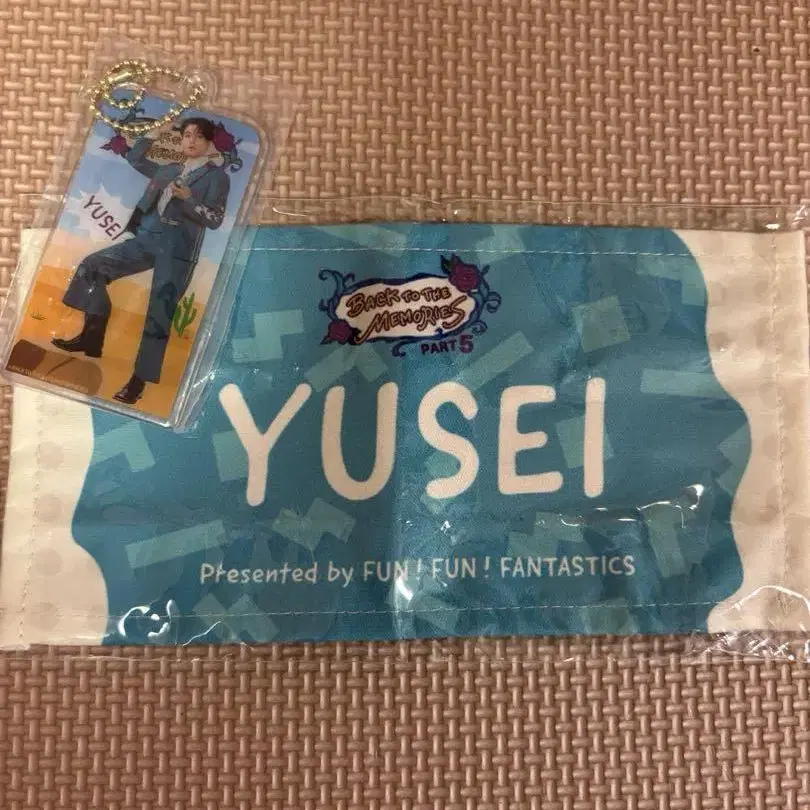 YUSEI
BACK TO THE
MEMORIES
PART 5
YUSEI
Presented by FUN! FUN! FANTASTICS